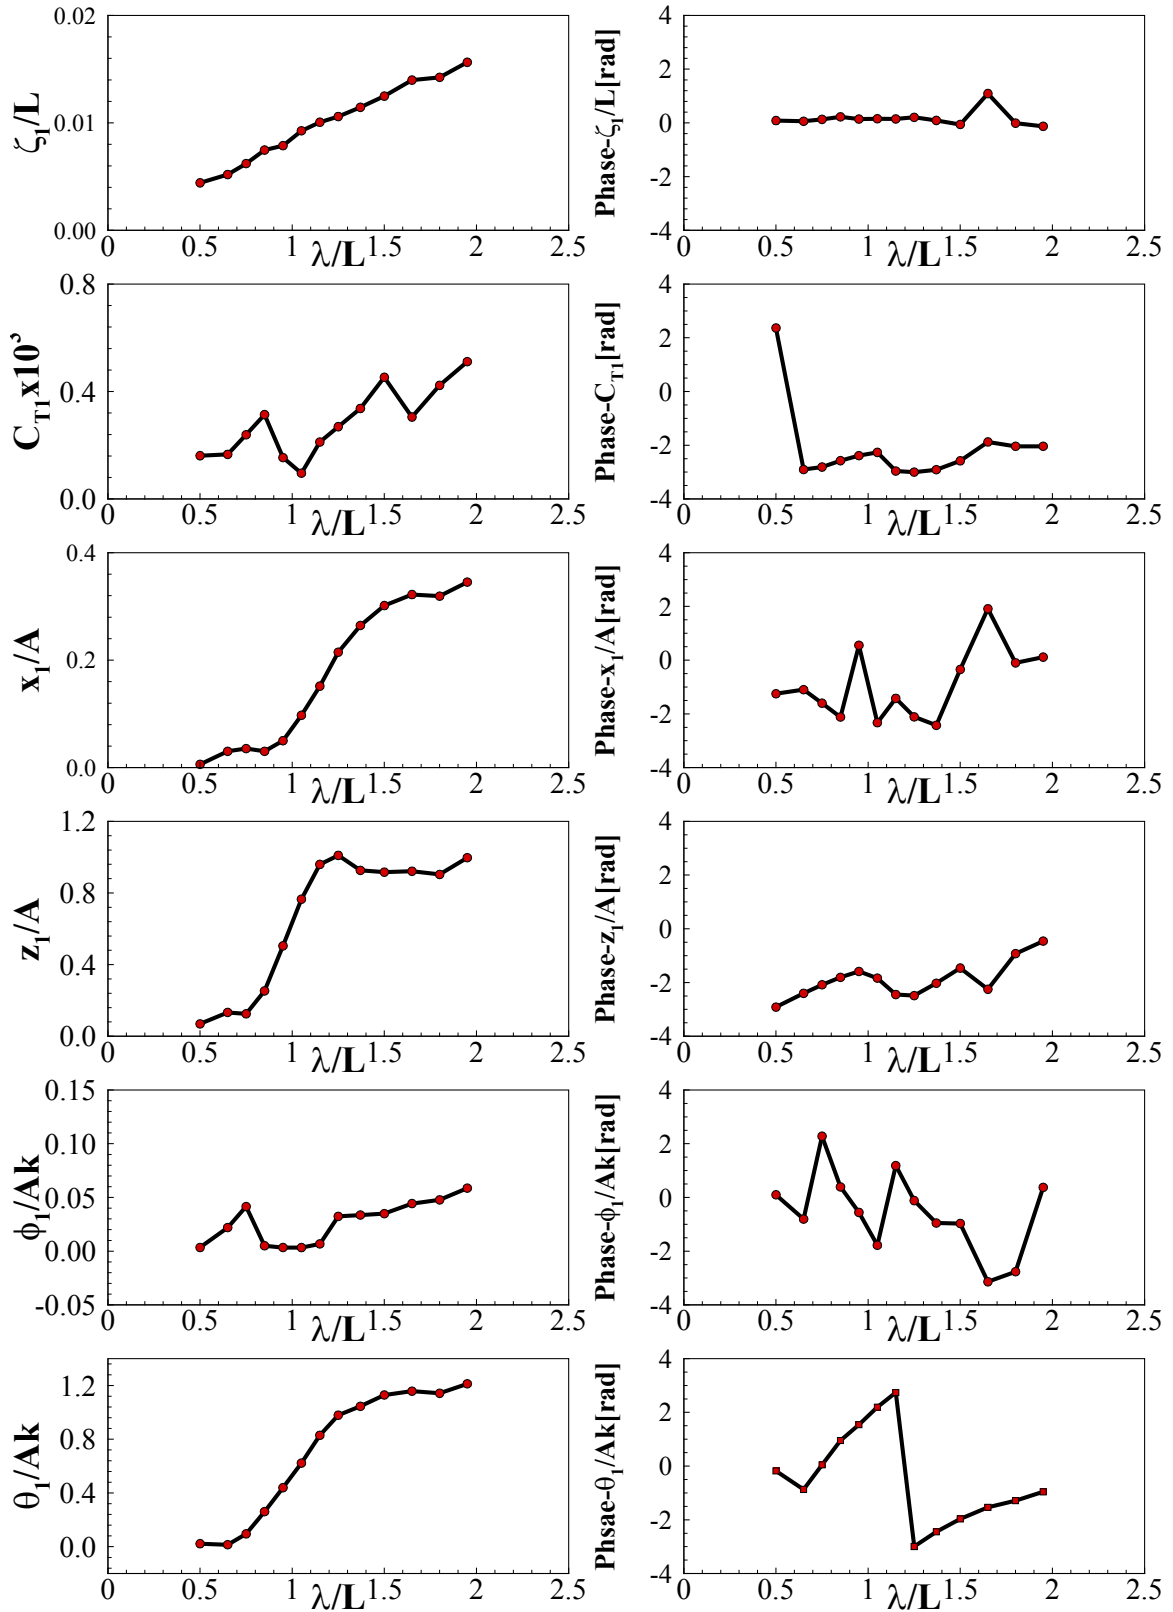 0.02
0.01
0.00
ζ₁/L
0 0.5 1 1.5 2 2.5
λ/L
4
2
0
-2
-4
Phase-ζ₁/L[rad]
0 0.5 1 1.5 2 2.5
λ/L
0.8
0.4
0.0
C_T1x10³
0 0.5 1 1.5 2 2.5
λ/L
4
2
0
-2
-4
Phase-C_T1[rad]
0 0.5 1 1.5 2 2.5
λ/L
0.4
0.2
0.0
x₁/A
0 0.5 1 1.5 2 2.5
λ/L
4
2
0
-2
-4
Phase-x₁/A[rad]
0 0.5 1 1.5 2 2.5
λ/L
1.2
0.8
0.4
0.0
z₁/A
0 0.5 1 1.5 2 2.5
λ/L
4
2
0
-2
-4
Phase-z₁/A[rad]
0 0.5 1 1.5 2 2.5
λ/L
0.15
0.10
0.05
0.00
-0.05
ϕ₁/Ak
0 0.5 1 1.5 2 2.5
λ/L
4
2
0
-2
-4
Phase-ϕ₁/Ak[rad]
0 0.5 1 1.5 2 2.5
λ/L
1.2
0.8
0.4
0.0
θ₁/Ak
0 0.5 1 1.5 2 2.5
λ/L
4
2
0
-2
-4
Phsae-θ₁/Ak[rad]
0 0.5 1 1.5 2 2.5
λ/L